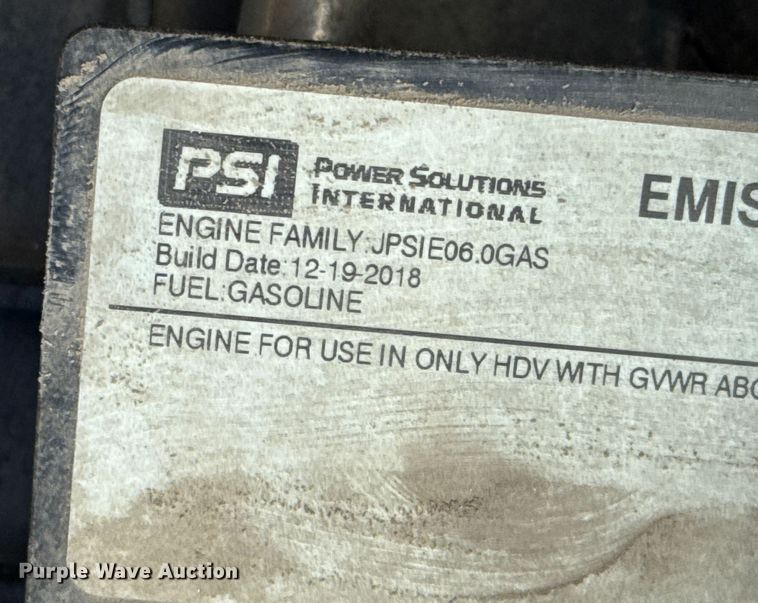 PSI POWER SOLUTIONS
INTERNATIONAL
EMIS
ENGINE FAMILY:JPSIE06.0GAS
Build Date:12-19-2018
FUEL:GASOLINE
ENGINE FOR USE IN ONLY HDV WITH GVWR ABO
Purple Wave Auction